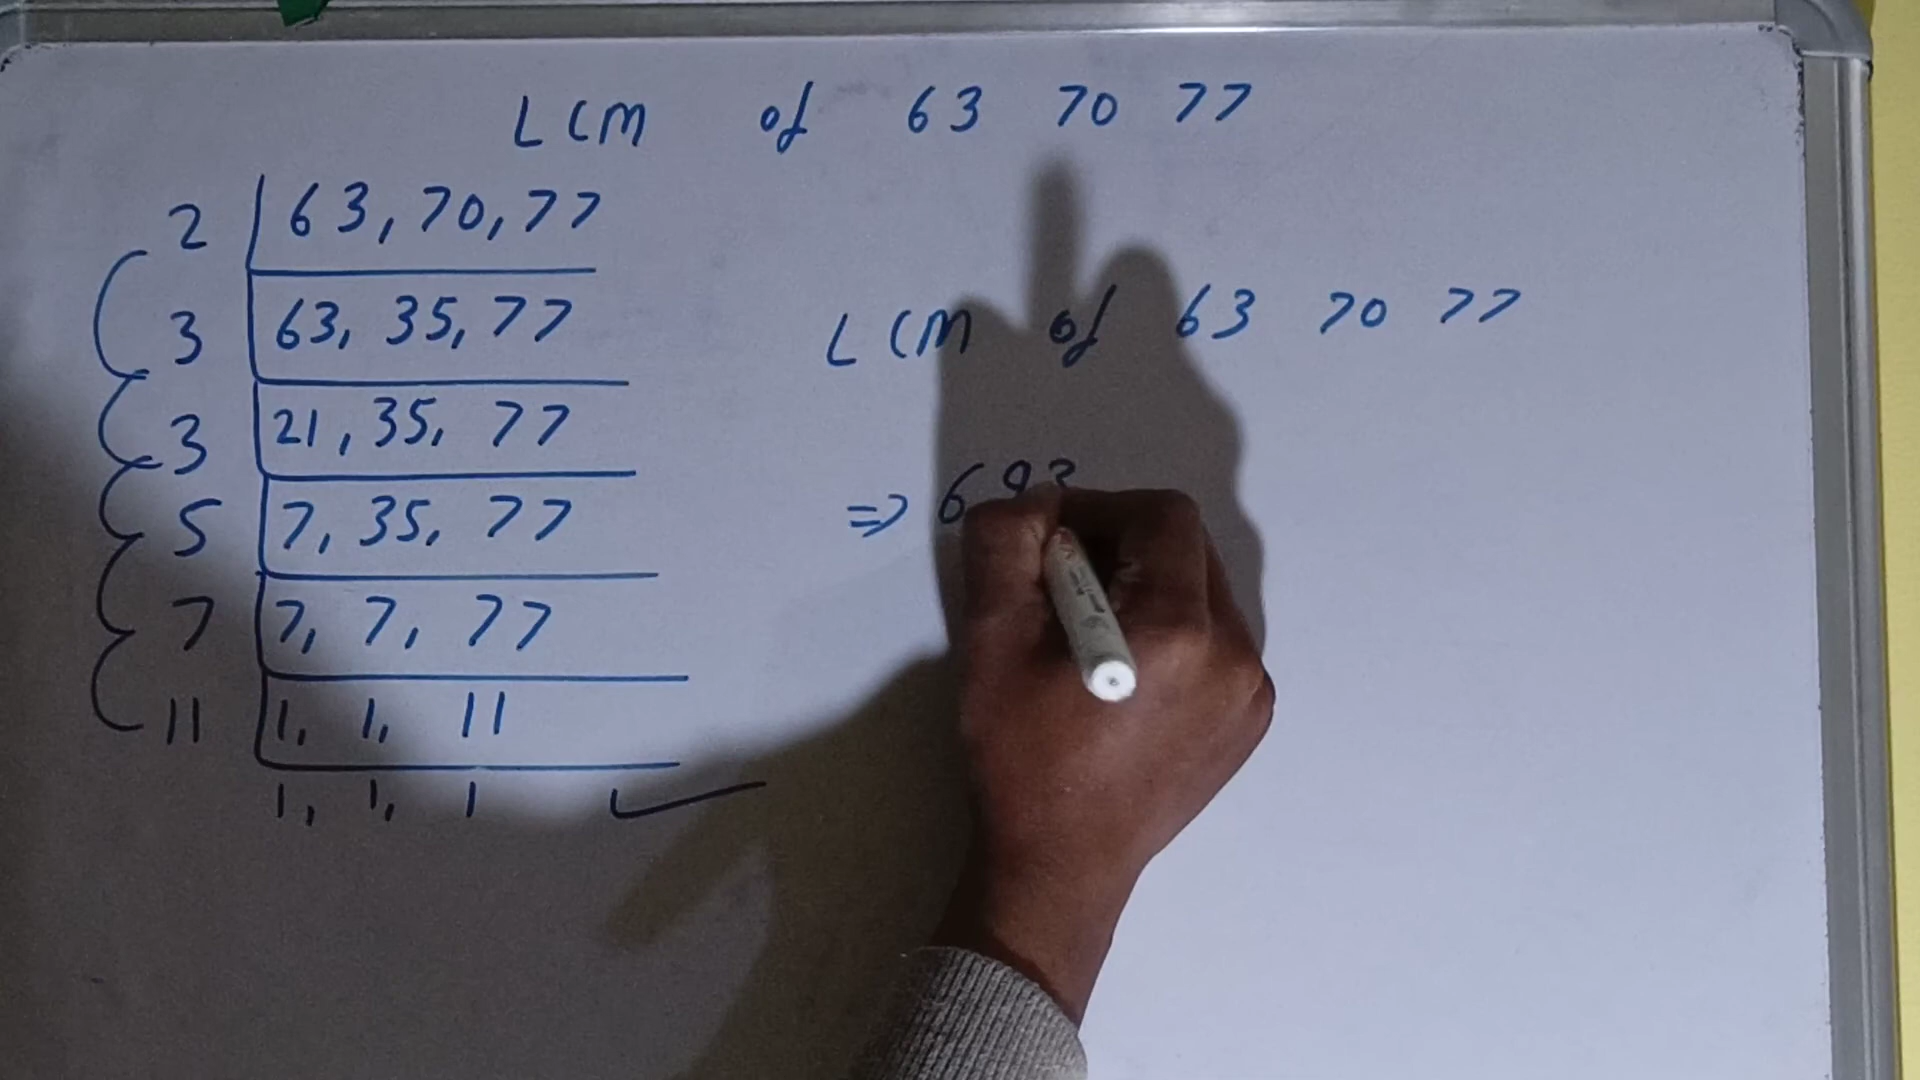 LCM of 63 70 77
2 63, 70, 77
3 63, 35, 77
3 21, 35, 77
5 7, 35, 77
7 7, 7, 77
11 1, 1, 11
1, 1, 1 ✓
LCM of 63 70 77
⇒ 693